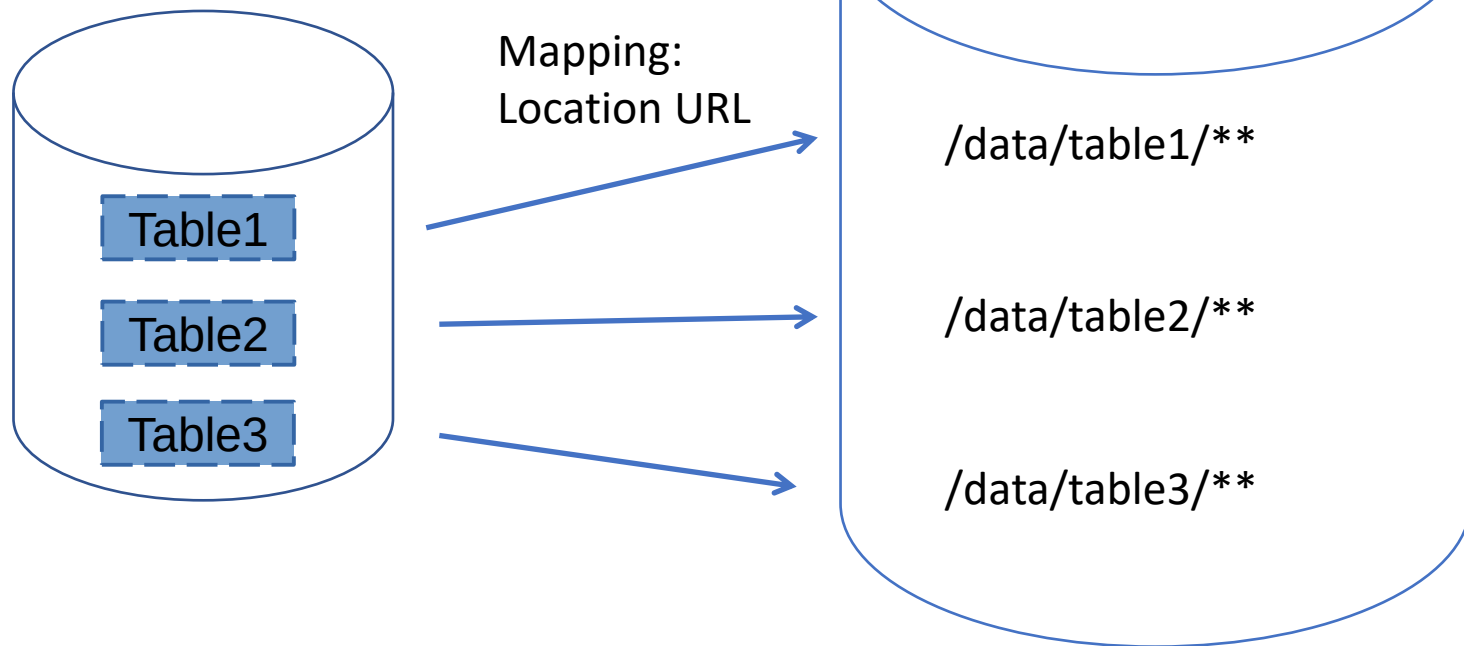 Mapping:
Location URL
Table1
Table2
Table3
/data/table1/**
/data/table2/**
/data/table3/**